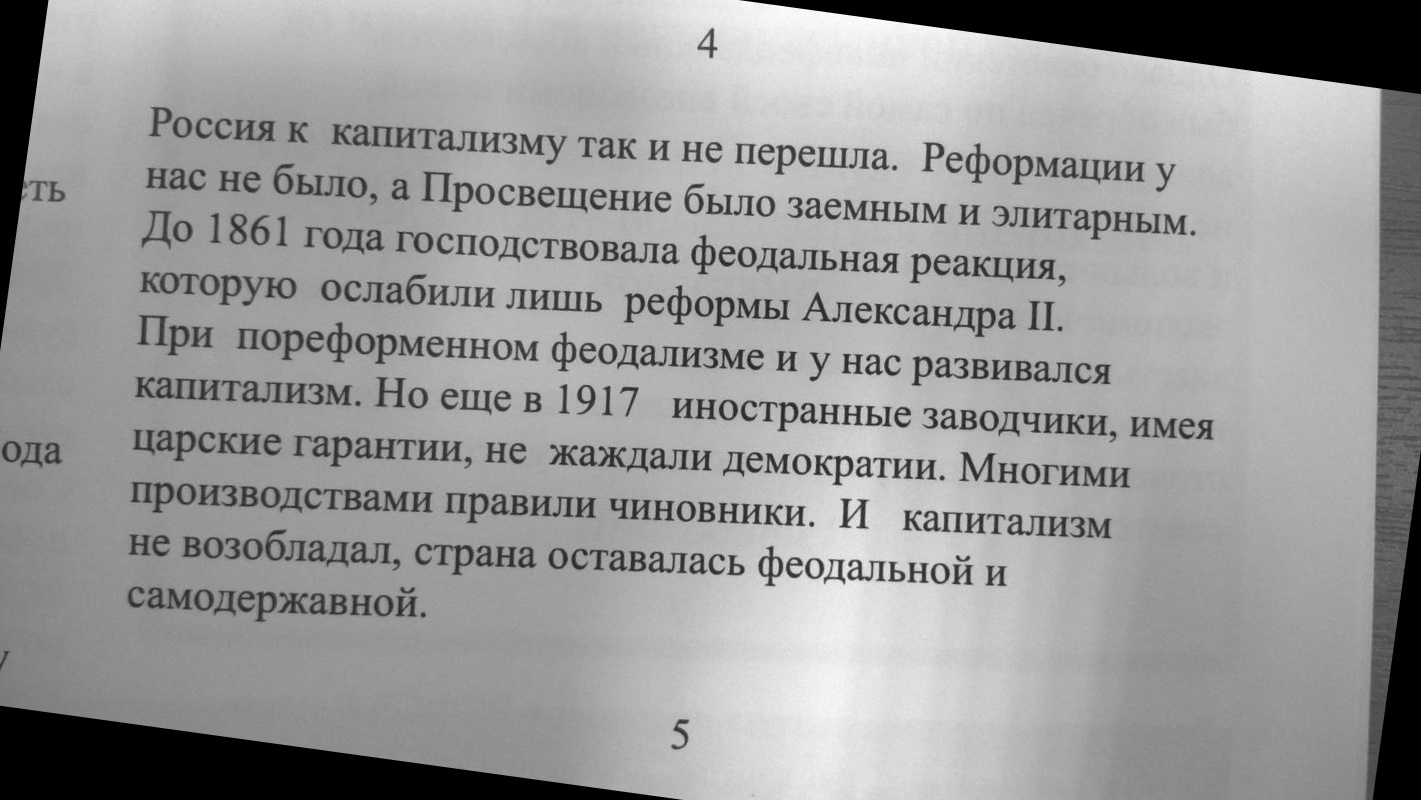 4
Россия к капитализму так и не перешла. Реформации у
нас не было, а Просвещение было заемным и элитарным.
До 1861 года господствовала феодальная реакция,
которую ослабили лишь реформы Александра II.
При пореформенном феодализме и у нас развивался
капитализм. Но еще в 1917 иностранные заводчики, имея
царские гарантии, не жаждали демократии. Многими
производствами правили чиновники. И капитализм
не возобладал, страна оставалась феодальной и
самодержавной.
5